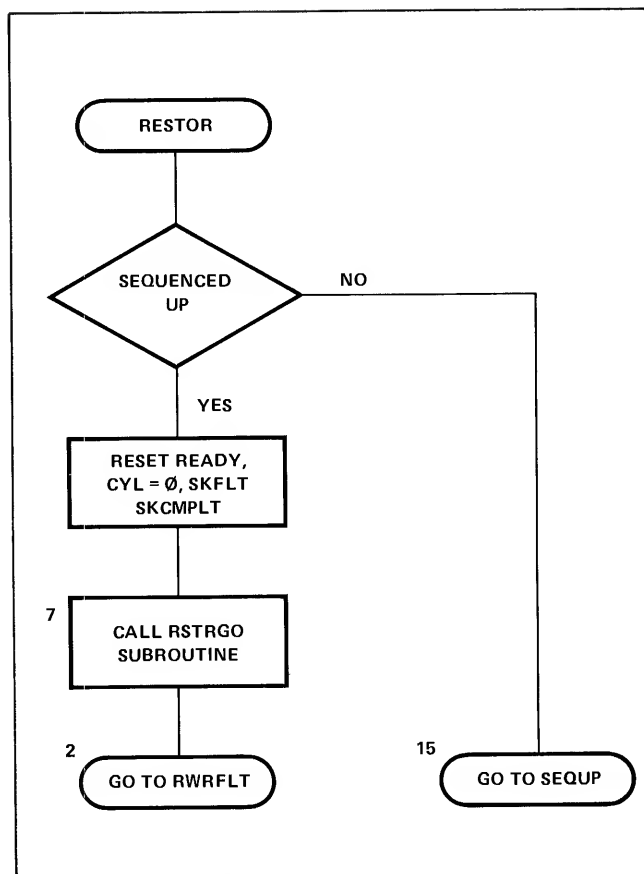 RESTOR
SEQUENCED
UP
NO
YES
RESET READY,
CYL = Ø, SKFLT
SKCMPLT
7
CALL RSTRGO
SUBROUTINE
2
GO TO RWRFLT
15
GO TO SEQUP